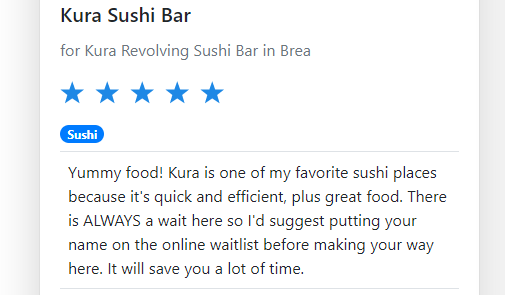 Kura Sushi Bar
for Kura Revolving Sushi Bar in Brea
Sushi
Yummy food! Kura is one of my favorite sushi places
because it's quick and efficient, plus great food. There
is ALWAYS a wait here so I'd suggest putting your
name on the online waitlist before making your way
here. It will save you a lot of time.